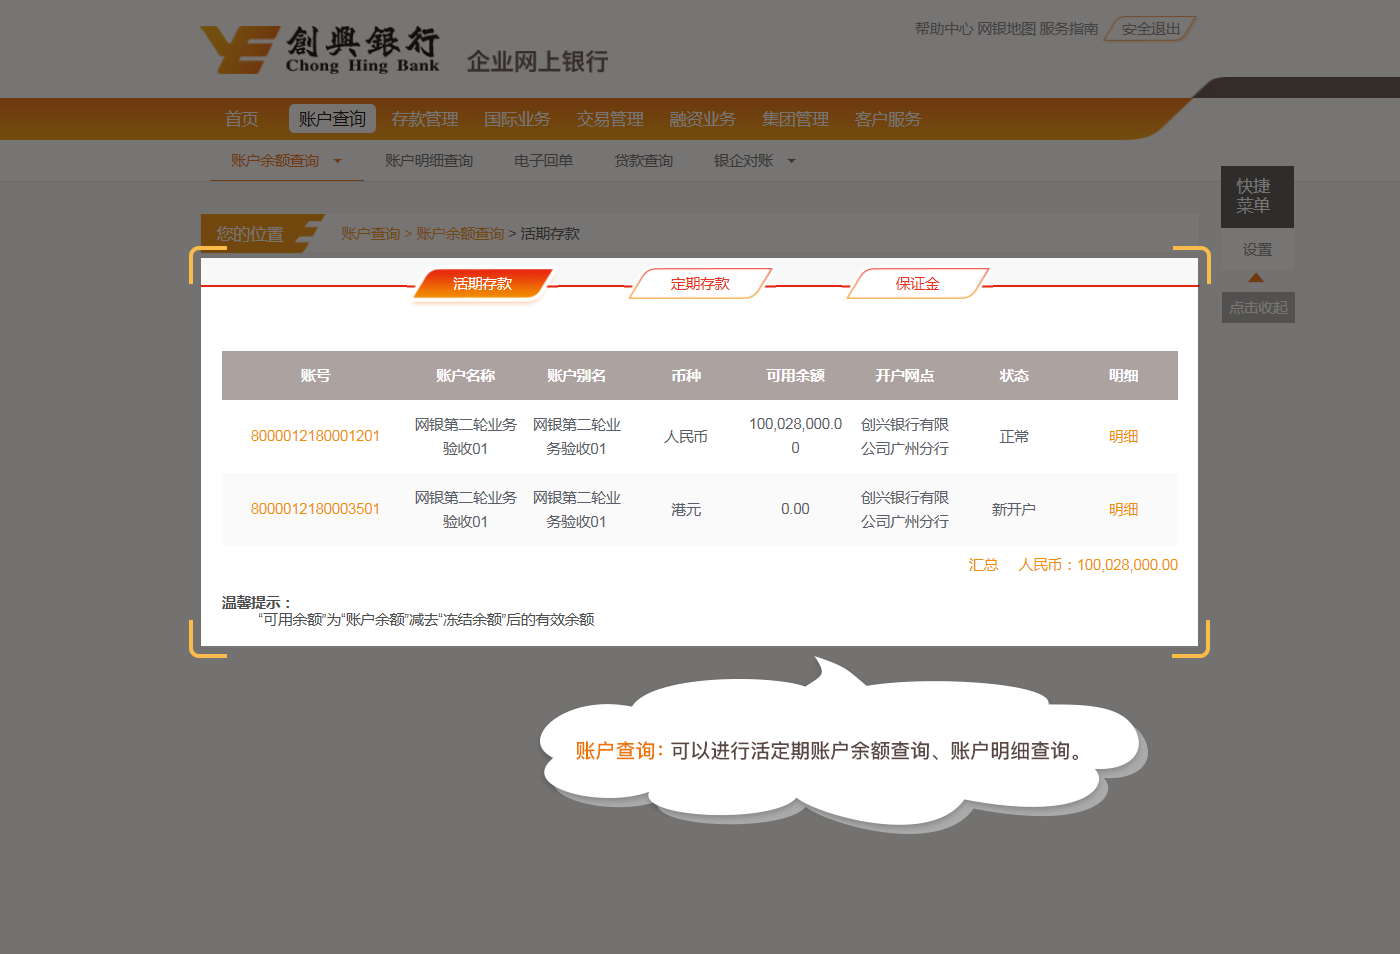 創興銀行
Chong Hing Bank
企业网上银行
帮助中心 网银地图 服务指南 安全退出
首页 账户查询 存款管理 国际业务 交易管理 融资业务 集团管理 客户服务
账户余额查询 账户明细查询 电子回单 贷款查询 银企对账
快捷
菜单
设置
点击收起
您的位置 账户查询 > 账户余额查询 > 活期存款
活期存款 定期存款 保证金
账号 账户名称 账户别名 币种 可用余额 开户网点 状态 明细
8000012180001201 网银第二轮业务 网银第二轮业 人民币 100,028,000.0 创兴银行有限 正常 明细
验收01 务验收01 0 公司广州分行
8000012180003501 网银第二轮业务 网银第二轮业 港元 0.00 创兴银行有限 新开户 明细
验收01 务验收01 公司广州分行
汇总 人民币：100,028,000.00
温馨提示：
“可用余额”为“账户余额”减去“冻结余额”后的有效余额
账户查询：可以进行活定期账户余额查询、账户明细查询。